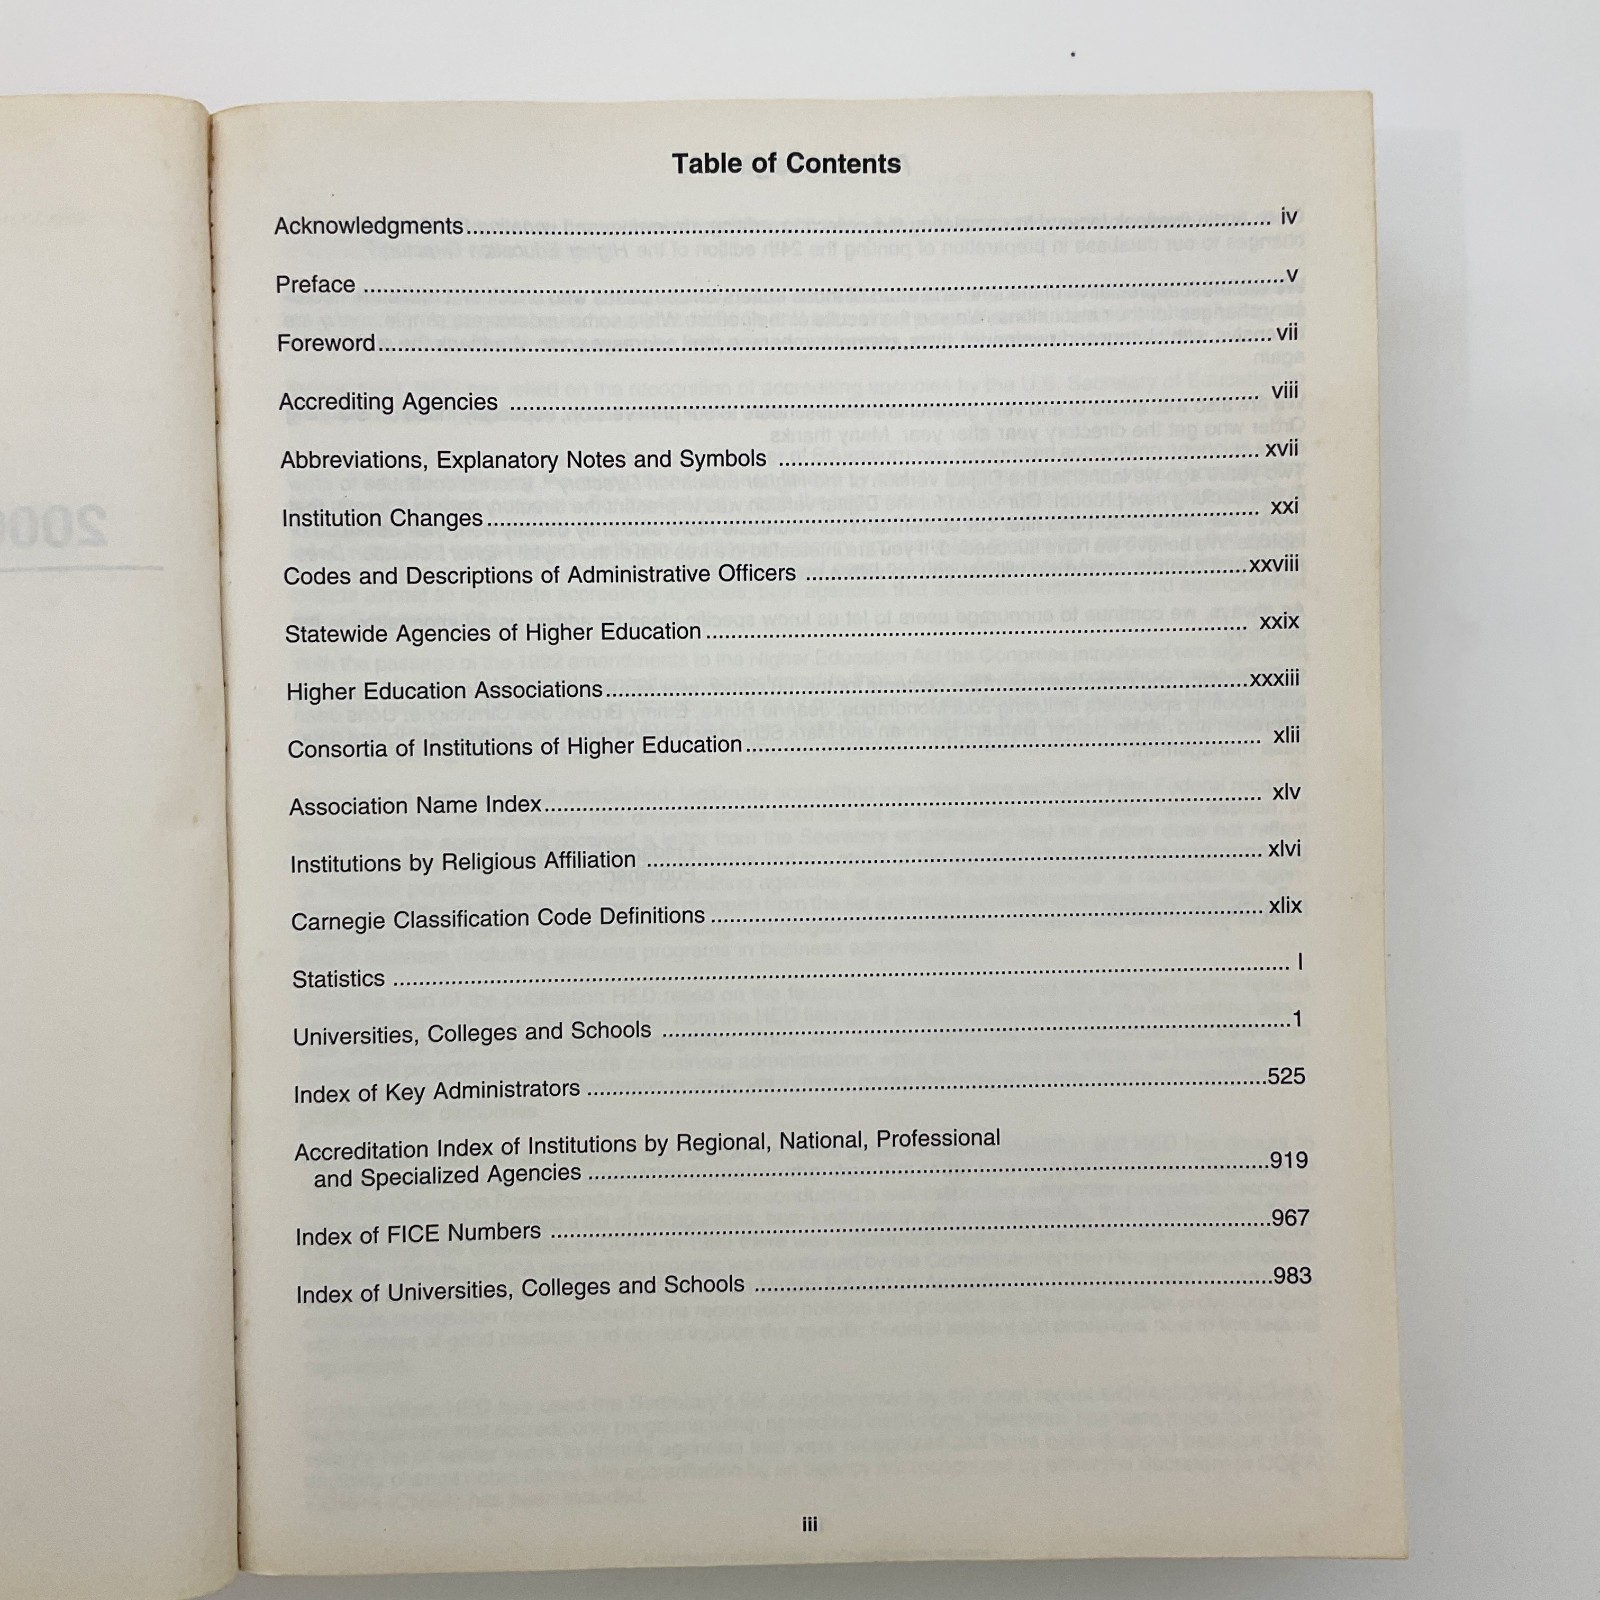 Table of Contents
Acknowledgments.......... iv
Preface ..........v
Foreword.......... vii
Accrediting Agencies .......... viii
Abbreviations, Explanatory Notes and Symbols .......... xvii
Institution Changes.......... xxi
Codes and Descriptions of Administrative Officers ..........xxviii
Statewide Agencies of Higher Education.......... xxix
Higher Education Associations..........xxxiii
Consortia of Institutions of Higher Education.......... xlii
Association Name Index.......... xlv
Institutions by Religious Affiliation .......... xlvi
Carnegie Classification Code Definitions .......... xlix
Statistics .......... l
Universities, Colleges and Schools ..........1
Index of Key Administrators ..........525
Accreditation Index of Institutions by Regional, National, Professional
and Specialized Agencies ..........919
Index of FICE Numbers ..........967
Index of Universities, Colleges and Schools ..........983
iii